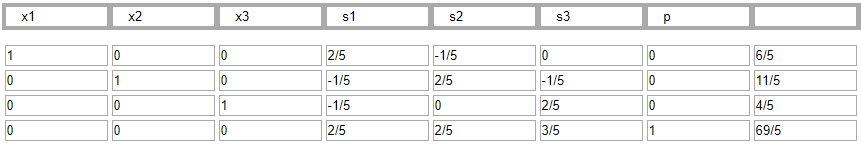 x1 x2 x3 s1 s2 s3 p
1 0 0 2/5 -1/5 0 0 6/5
0 1 0 -1/5 2/5 -1/5 0 11/5
0 0 1 -1/5 0 2/5 0 4/5
0 0 0 2/5 2/5 3/5 1 69/5